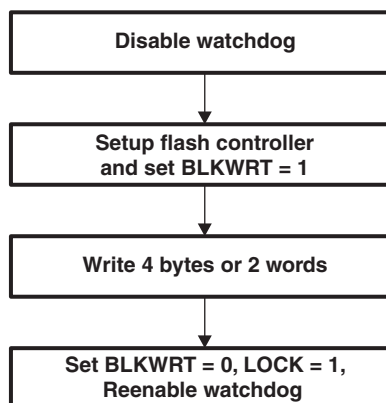 Disable watchdog
Setup flash controller
and set BLKWRT = 1
Write 4 bytes or 2 words
Set BLKWRT = 0, LOCK = 1,
Reenable watchdog